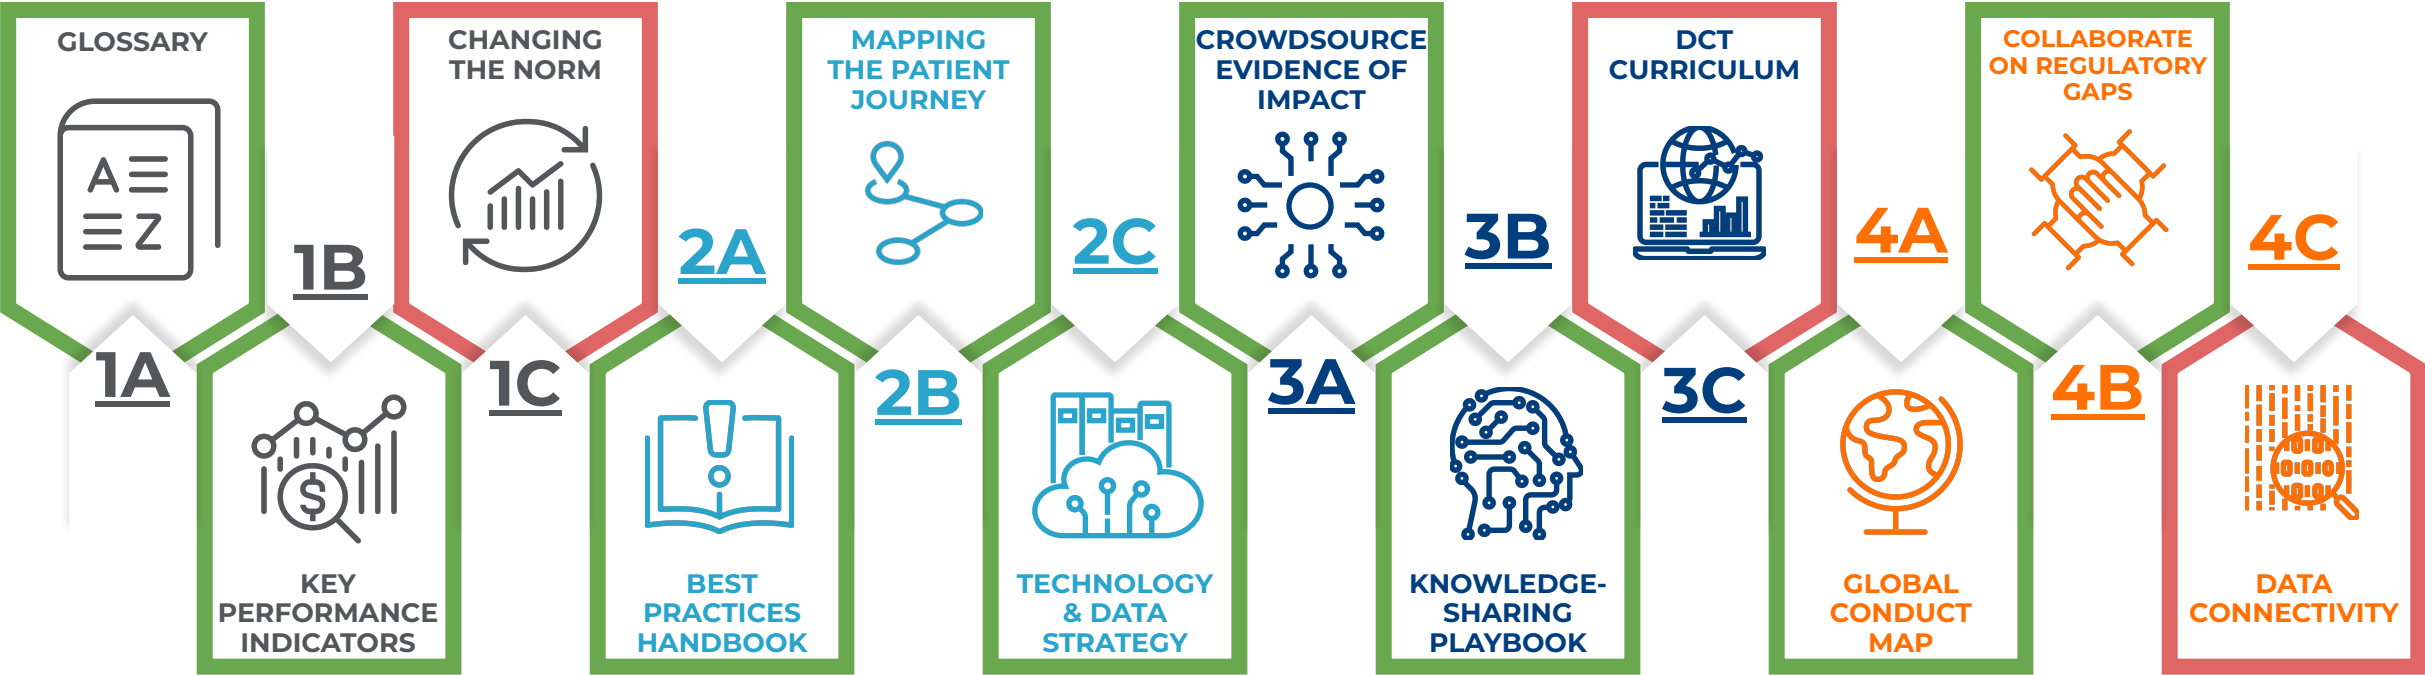 GLOSSARY
A
Z
1A
1B
$
KEY
PERFORMANCE
INDICATORS
CHANGING
THE NORM
1C
2A
BEST
PRACTICES
HANDBOOK
MAPPING
THE PATIENT
JOURNEY
2B
2C
TECHNOLOGY
& DATA
STRATEGY
CROWDSOURCE
EVIDENCE OF
IMPACT
3A
3B
KNOWLEDGE-
SHARING
PLAYBOOK
DCT
CURRICULUM
3C
4A
GLOBAL
CONDUCT
MAP
COLLABORATE
ON REGULATORY
GAPS
4B
4C
DATA
CONNECTIVITY